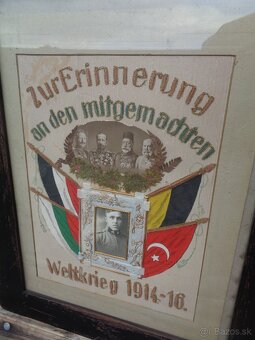 Zur Erinnerung
an den mitgemachten
Weltkrieg 1914-16.
© Bazos.sk